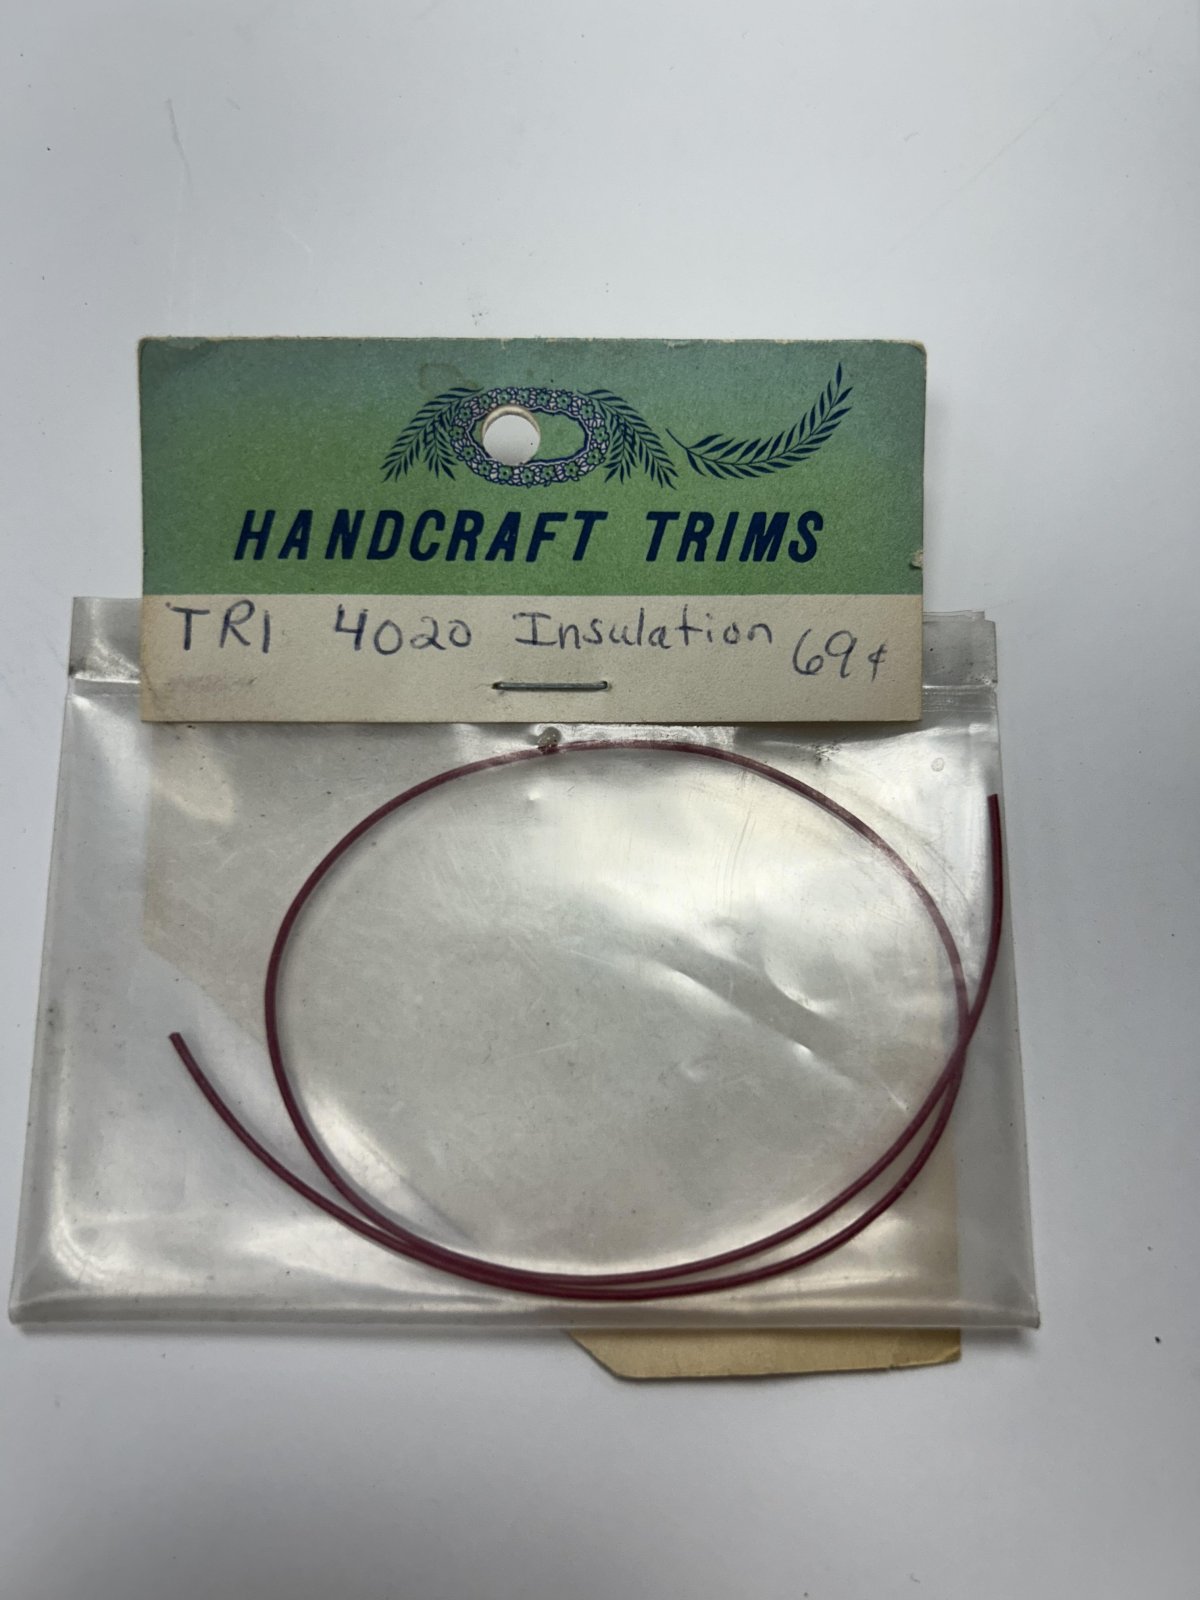 HANDCRAFT TRIMS
TRI 4020 Insulation 69¢